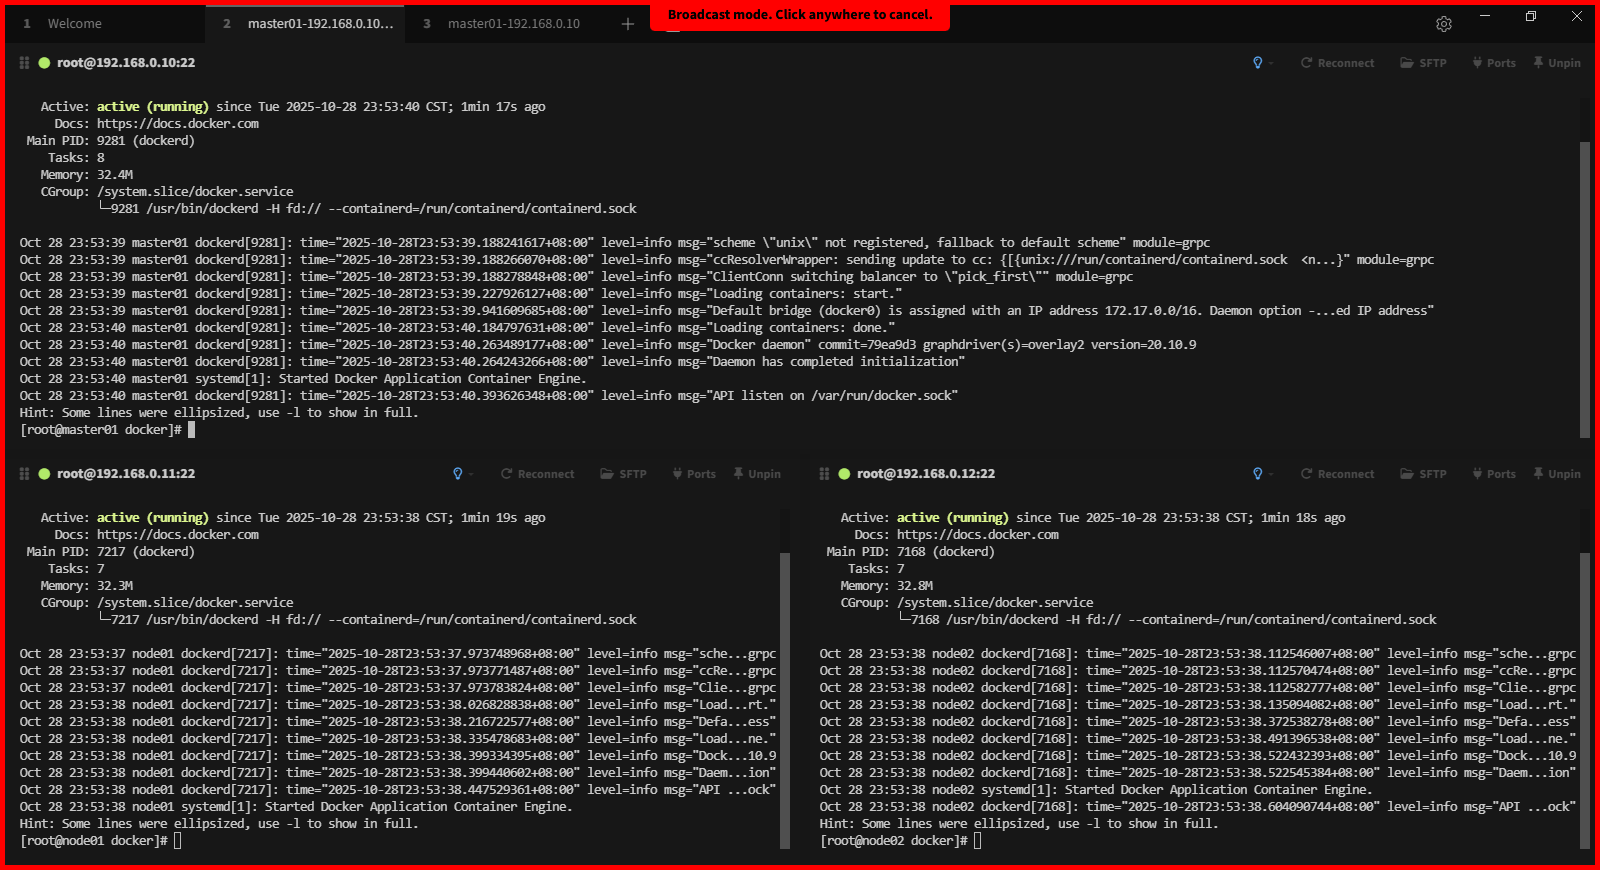 1 Welcome 2 master01-192.168.0.10... 3 master01-192.168.0.10 +
Broadcast mode. Click anywhere to cancel.
root@192.168.0.10:22 Reconnect SFTP Ports Unpin
Active: active (running) since Tue 2025-10-28 23:53:40 CST; 1min 17s ago
Docs: https://docs.docker.com
Main PID: 9281 (dockerd)
Tasks: 8
Memory: 32.4M
CGroup: /system.slice/docker.service
└─9281 /usr/bin/dockerd -H fd:// --containerd=/run/containerd/containerd.sock
Oct 28 23:53:39 master01 dockerd[9281]: time="2025-10-28T23:53:39.188241617+08:00" level=info msg="scheme \"unix\" not registered, fallback to default scheme" module=grpc
Oct 28 23:53:39 master01 dockerd[9281]: time="2025-10-28T23:53:39.188266070+08:00" level=info msg="ccResolverWrapper: sending update to cc: {[{unix:///run/containerd/containerd.sock  <n...}" module=grpc
Oct 28 23:53:39 master01 dockerd[9281]: time="2025-10-28T23:53:39.188278848+08:00" level=info msg="ClientConn switching balancer to \"pick_first\"" module=grpc
Oct 28 23:53:39 master01 dockerd[9281]: time="2025-10-28T23:53:39.227926127+08:00" level=info msg="Loading containers: start."
Oct 28 23:53:39 master01 dockerd[9281]: time="2025-10-28T23:53:39.941609685+08:00" level=info msg="Default bridge (docker0) is assigned with an IP address 172.17.0.0/16. Daemon option -...ed IP address"
Oct 28 23:53:40 master01 dockerd[9281]: time="2025-10-28T23:53:40.184797631+08:00" level=info msg="Loading containers: done."
Oct 28 23:53:40 master01 dockerd[9281]: time="2025-10-28T23:53:40.263489177+08:00" level=info msg="Docker daemon" commit=79ea9d3 graphdriver(s)=overlay2 version=20.10.9
Oct 28 23:53:40 master01 dockerd[9281]: time="2025-10-28T23:53:40.264243266+08:00" level=info msg="Daemon has completed initialization"
Oct 28 23:53:40 master01 systemd[1]: Started Docker Application Container Engine.
Oct 28 23:53:40 master01 dockerd[9281]: time="2025-10-28T23:53:40.393626348+08:00" level=info msg="API listen on /var/run/docker.sock"
Hint: Some lines were ellipsized, use -l to show in full.
[root@master01 docker]#
root@192.168.0.11:22 Reconnect SFTP Ports Unpin
Active: active (running) since Tue 2025-10-28 23:53:38 CST; 1min 19s ago
Docs: https://docs.docker.com
Main PID: 7217 (dockerd)
Tasks: 7
Memory: 32.3M
CGroup: /system.slice/docker.service
└─7217 /usr/bin/dockerd -H fd:// --containerd=/run/containerd/containerd.sock
Oct 28 23:53:37 node01 dockerd[7217]: time="2025-10-28T23:53:37.973748968+08:00" level=info msg="sche...grpc
Oct 28 23:53:37 node01 dockerd[7217]: time="2025-10-28T23:53:37.973771487+08:00" level=info msg="ccRe...grpc
Oct 28 23:53:37 node01 dockerd[7217]: time="2025-10-28T23:53:37.973783824+08:00" level=info msg="Clie...grpc
Oct 28 23:53:38 node01 dockerd[7217]: time="2025-10-28T23:53:38.026828838+08:00" level=info msg="Load...rt."
Oct 28 23:53:38 node01 dockerd[7217]: time="2025-10-28T23:53:38.216722577+08:00" level=info msg="Defa...ess"
Oct 28 23:53:38 node01 dockerd[7217]: time="2025-10-28T23:53:38.335478683+08:00" level=info msg="Load...ne."
Oct 28 23:53:38 node01 dockerd[7217]: time="2025-10-28T23:53:38.399334395+08:00" level=info msg="Dock...10.9
Oct 28 23:53:38 node01 dockerd[7217]: time="2025-10-28T23:53:38.399440602+08:00" level=info msg="Daem...ion"
Oct 28 23:53:38 node01 dockerd[7217]: time="2025-10-28T23:53:38.447529361+08:00" level=info msg="API ...ock"
Oct 28 23:53:38 node01 systemd[1]: Started Docker Application Container Engine.
Hint: Some lines were ellipsized, use -l to show in full.
[root@node01 docker]#
root@192.168.0.12:22 Reconnect SFTP Ports Unpin
Active: active (running) since Tue 2025-10-28 23:53:38 CST; 1min 18s ago
Docs: https://docs.docker.com
Main PID: 7168 (dockerd)
Tasks: 7
Memory: 32.8M
CGroup: /system.slice/docker.service
└─7168 /usr/bin/dockerd -H fd:// --containerd=/run/containerd/containerd.sock
Oct 28 23:53:38 node02 dockerd[7168]: time="2025-10-28T23:53:38.112546007+08:00" level=info msg="sche...grpc
Oct 28 23:53:38 node02 dockerd[7168]: time="2025-10-28T23:53:38.112570474+08:00" level=info msg="ccRe...grpc
Oct 28 23:53:38 node02 dockerd[7168]: time="2025-10-28T23:53:38.112582777+08:00" level=info msg="Clie...grpc
Oct 28 23:53:38 node02 dockerd[7168]: time="2025-10-28T23:53:38.135094082+08:00" level=info msg="Load...rt."
Oct 28 23:53:38 node02 dockerd[7168]: time="2025-10-28T23:53:38.372538278+08:00" level=info msg="Defa...ess"
Oct 28 23:53:38 node02 dockerd[7168]: time="2025-10-28T23:53:38.491396538+08:00" level=info msg="Load...ne."
Oct 28 23:53:38 node02 dockerd[7168]: time="2025-10-28T23:53:38.522432393+08:00" level=info msg="Dock...10.9
Oct 28 23:53:38 node02 dockerd[7168]: time="2025-10-28T23:53:38.522545384+08:00" level=info msg="Daem...ion"
Oct 28 23:53:38 node02 systemd[1]: Started Docker Application Container Engine.
Oct 28 23:53:38 node02 dockerd[7168]: time="2025-10-28T23:53:38.604090744+08:00" level=info msg="API ...ock"
Hint: Some lines were ellipsized, use -l to show in full.
[root@node02 docker]#